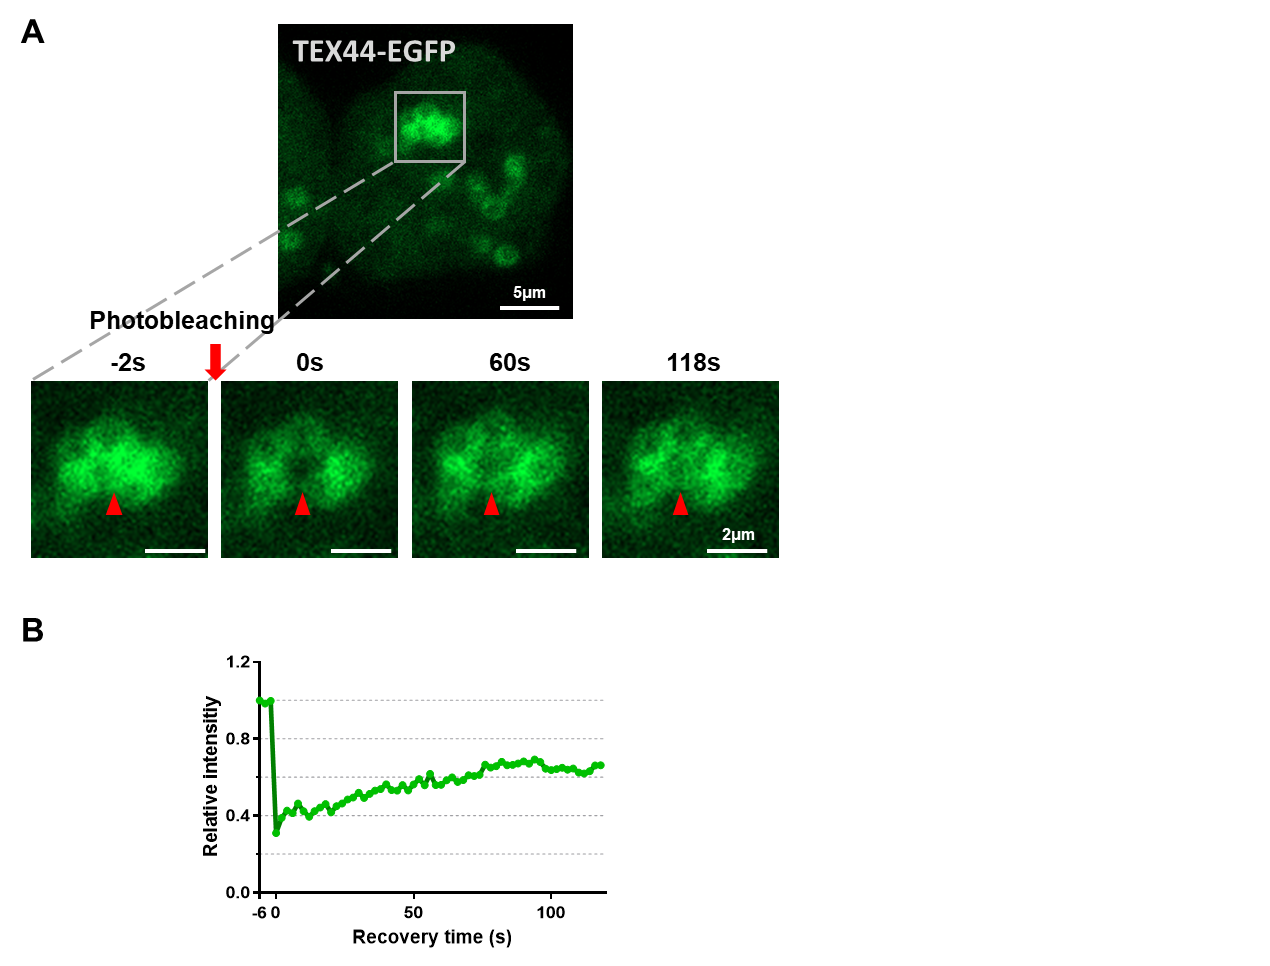 A
TEX44-EGFP
5μm
Photobleaching
-2s
0s
60s
118s
2μm
B
1.2
0.8
0.4
0.0
Relative intensitiy
-6 0
50
100
Recovery time (s)